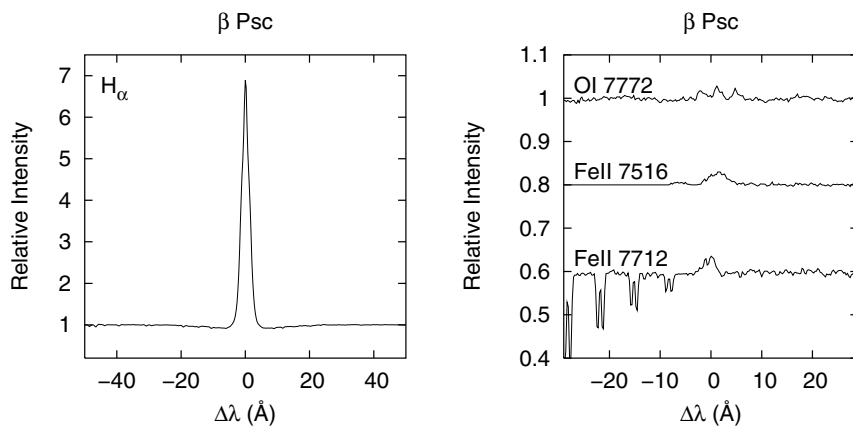 β Psc
Hα
Relative Intensity
7
6
5
4
3
2
1
−40
−20
0
20
40
Δλ (Å)
β Psc
OI 7772
FeII 7516
FeII 7712
Relative Intensity
1.1
1
0.9
0.8
0.7
0.6
0.5
0.4
−20
−10
0
10
20
Δλ (Å)